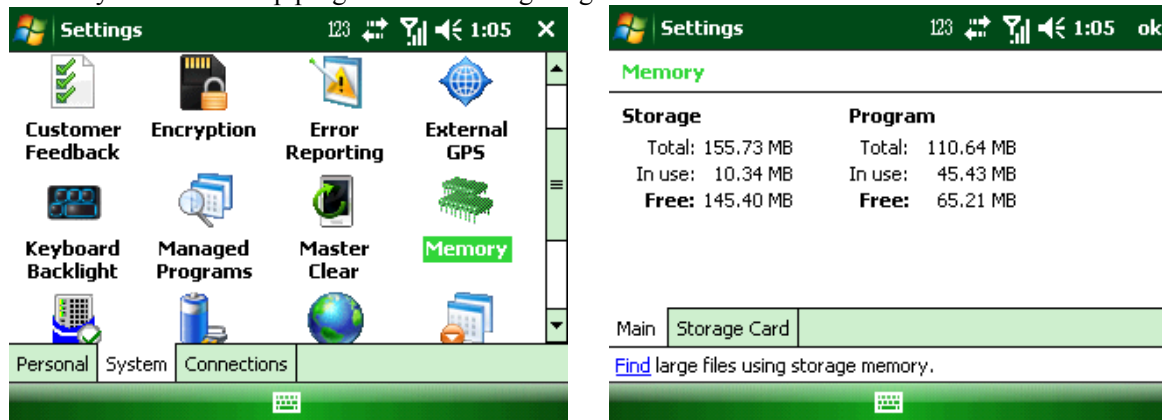 Settings 123 1:05
Customer Feedback
Encryption
Error Reporting
External GPS
Keyboard Backlight
Managed Programs
Master Clear
Memory
Personal System Connections
Settings 123 1:05 ok
Memory
Storage Program
Total: 155.73 MB Total: 110.64 MB
In use: 10.34 MB In use: 45.43 MB
Free: 145.40 MB Free: 65.21 MB
Main Storage Card
Find large files using storage memory.